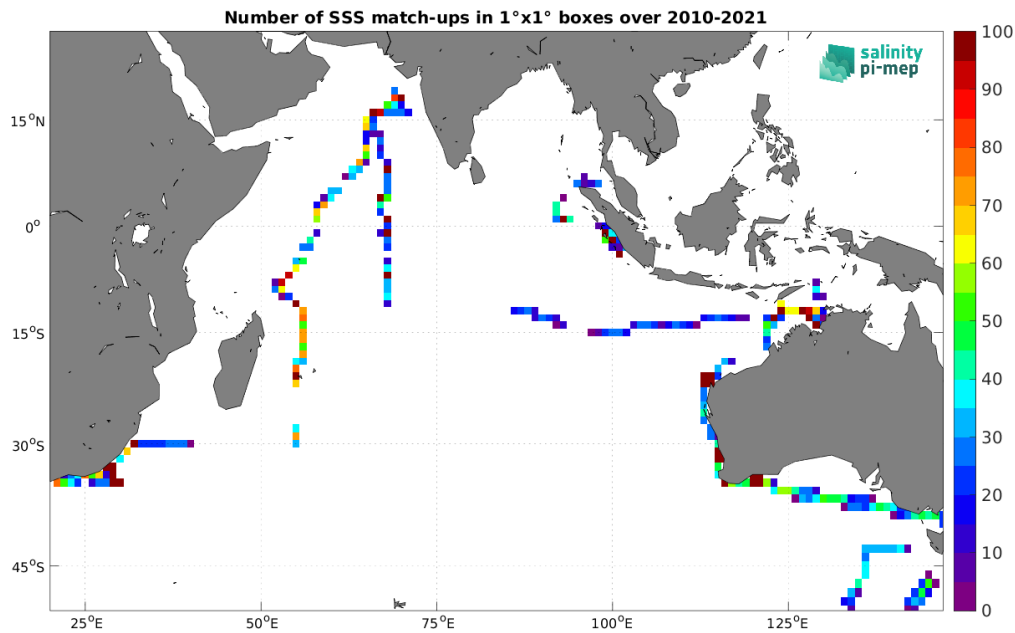 Number of SSS match-ups in 1°x1° boxes over 2010-2021
salinity
pi-mep
100
90
80
70
60
50
40
30
20
10
0
15°N
0°
15°S
30°S
45°S
25°E
50°E
75°E
100°E
125°E